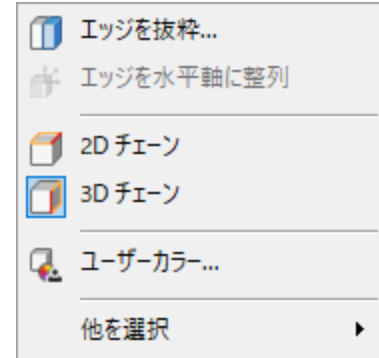 エッジを抜粋...
エッジを水平軸に整列
2D チェーン
3D チェーン
ユーザーカラー...
他を選択